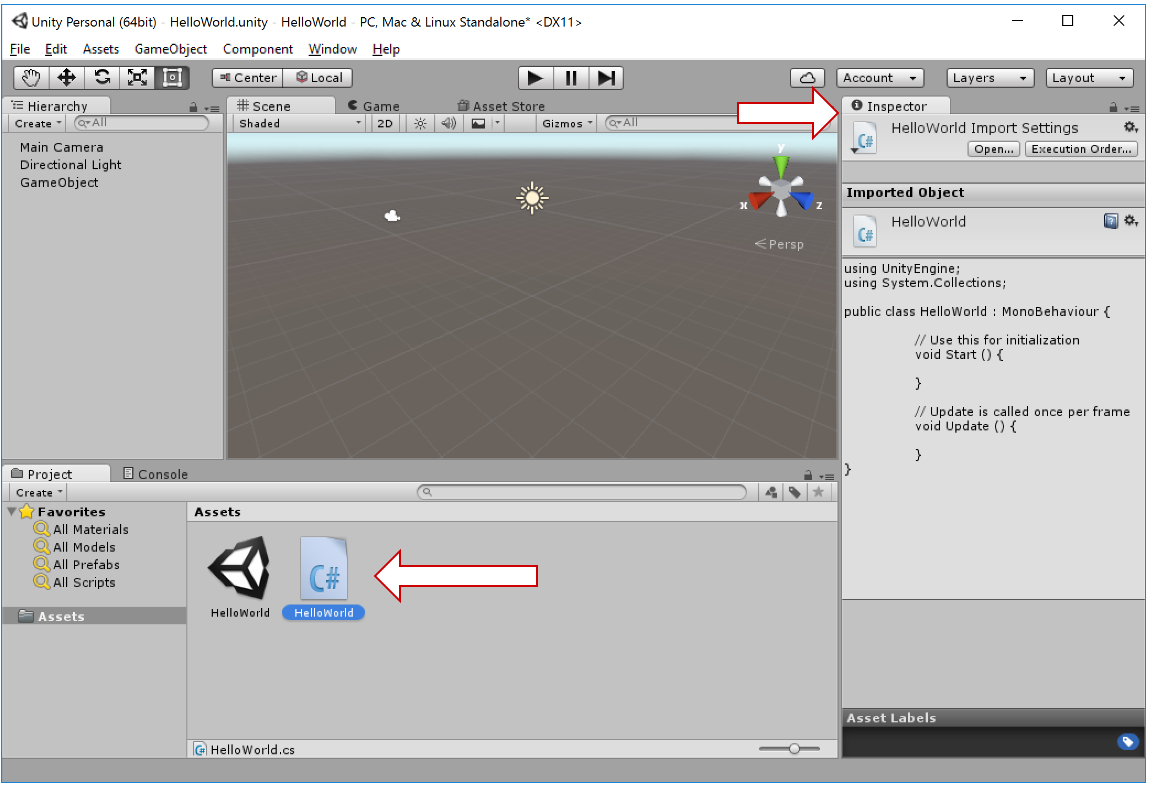 Unity Personal (64bit) - HelloWorld.unity - HelloWorld - PC, Mac & Linux Standalone* <DX11>
File Edit Assets GameObject Component Window Help
Center Local Account Layers Layout
Hierarchy
Create All
Main Camera
Directional Light
GameObject
Scene Game Asset Store
Shaded 2D Gizmos All
y
x z
Persp
Inspector
HelloWorld Import Settings
C#
Open... Execution Order...
Imported Object
HelloWorld
C#
using UnityEngine;
using System.Collections;
public class HelloWorld : MonoBehaviour {
// Use this for initialization
void Start () {
}
// Update is called once per frame
void Update () {
}
}
Project Console
Create
Favorites
All Materials
All Models
All Prefabs
All Scripts
Assets
Assets
C#
HelloWorld HelloWorld
C# HelloWorld.cs
Asset Labels